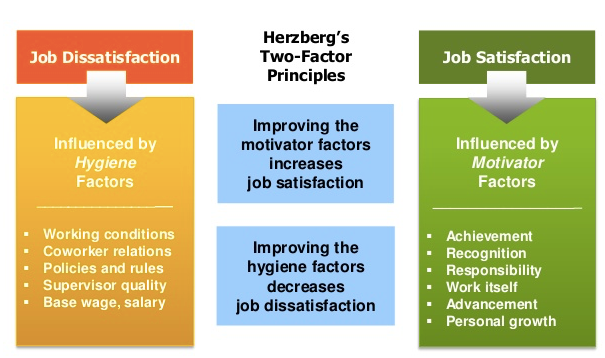 Job Dissatisfaction
Influenced by
Hygiene
Factors
▪ Working conditions
▪ Coworker relations
▪ Policies and rules
▪ Supervisor quality
▪ Base wage, salary
Herzberg's
Two-Factor
Principles
Improving the
motivator factors
increases
job satisfaction
Improving the
hygiene factors
decreases
job dissatisfaction
Job Satisfaction
Influenced by
Motivator
Factors
▪ Achievement
▪ Recognition
▪ Responsibility
▪ Work itself
▪ Advancement
▪ Personal growth